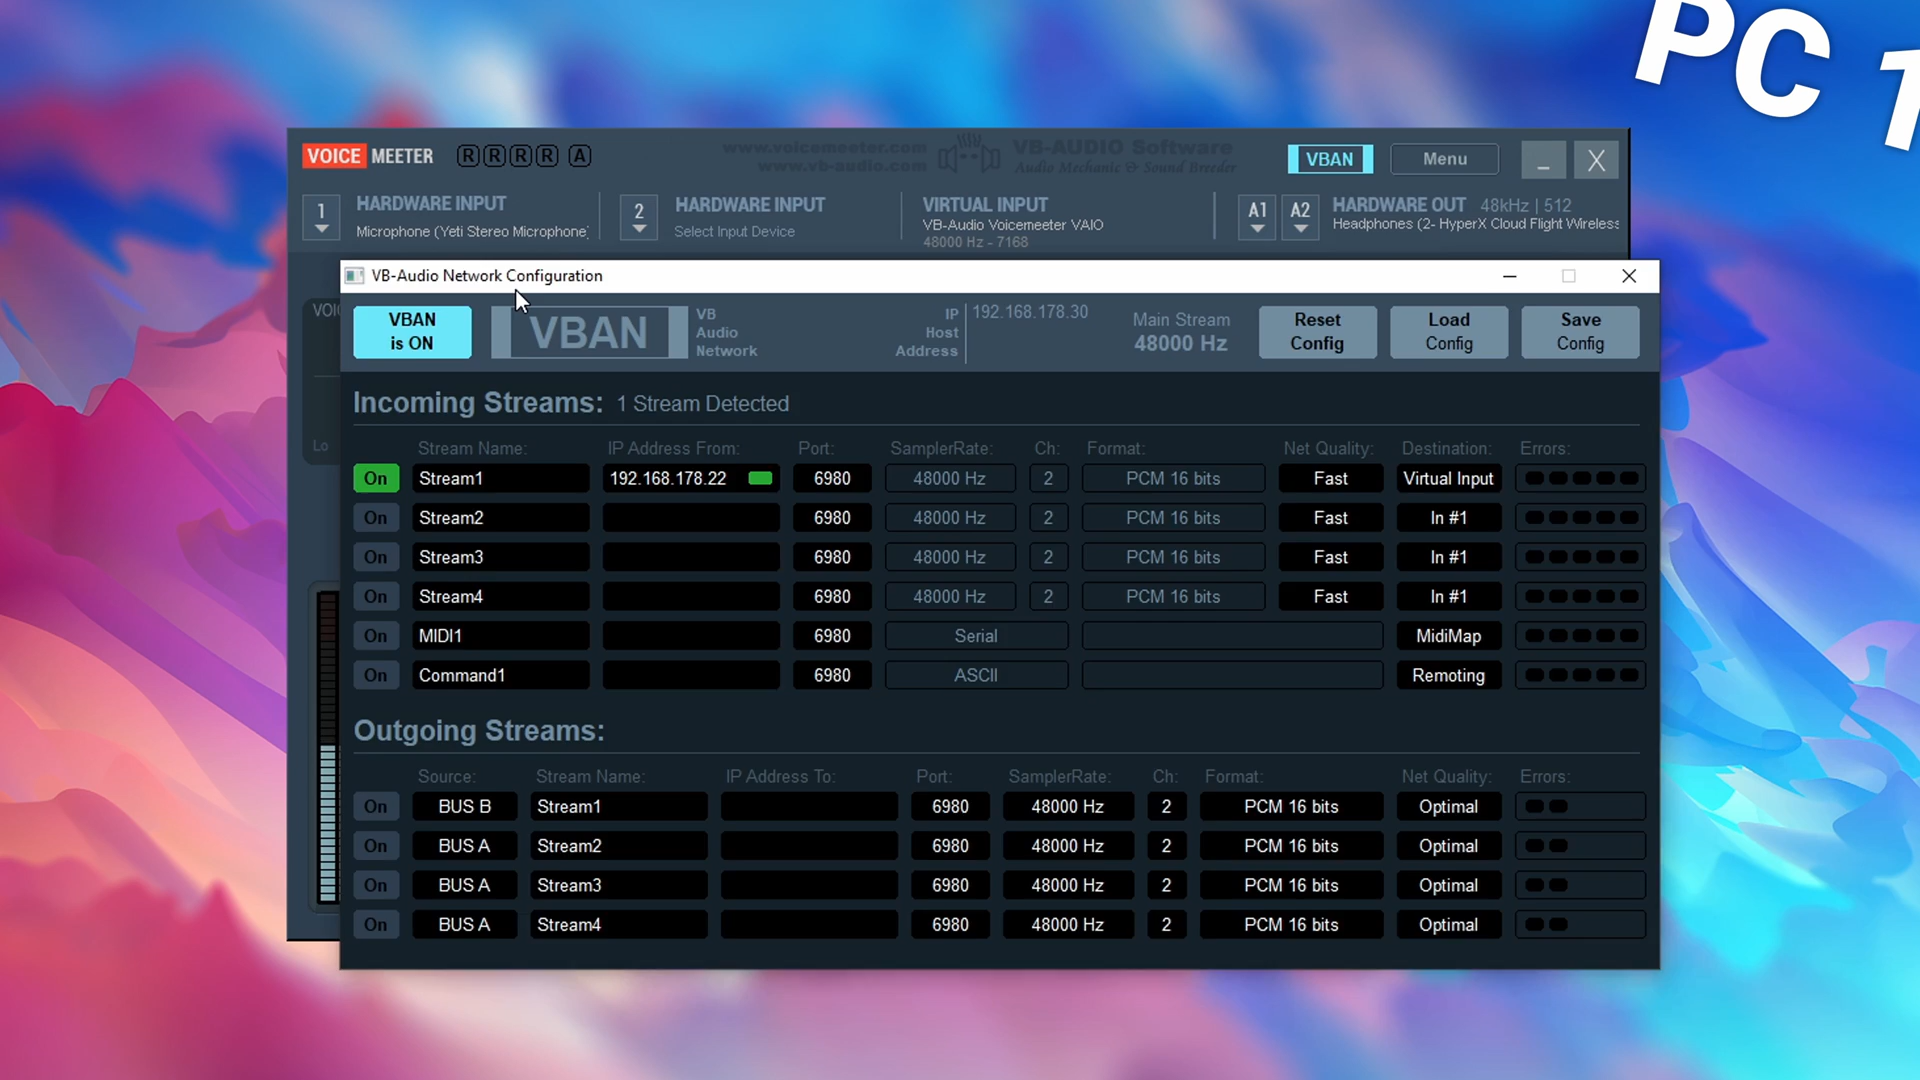 PC 1
VOICE MEETER R R R R A
www.voicemeeter.com
www.vb-audio.com
VB-AUDIO Software
Audio Mechanic & Sound Breeder
VBAN Menu _ X
1 HARDWARE INPUT
Microphone (Yeti Stereo Microphone)
2 HARDWARE INPUT
Select Input Device
VIRTUAL INPUT
VB-Audio Voicemeeter VAIO
48000 Hz - 7168
A1 A2 HARDWARE OUT 48kHz | 512
Headphones (2- HyperX Cloud Flight Wireless
VB-Audio Network Configuration
VBAN
is ON
VBAN
VB
Audio
Network
IP
Host
Address
192.168.178.30
Main Stream
48000 Hz
Reset
Config
Load
Config
Save
Config
Incoming Streams: 1 Stream Detected
Stream Name: IP Address From: Port: SamplerRate: Ch: Format: Net Quality: Destination: Errors:
On Stream1 192.168.178.22 6980 48000 Hz 2 PCM 16 bits Fast Virtual Input
On Stream2 6980 48000 Hz 2 PCM 16 bits Fast In #1
On Stream3 6980 48000 Hz 2 PCM 16 bits Fast In #1
On Stream4 6980 48000 Hz 2 PCM 16 bits Fast In #1
On MIDI1 6980 Serial MidiMap
On Command1 6980 ASCII Remoting
Outgoing Streams:
Source: Stream Name: IP Address To: Port: SamplerRate: Ch: Format: Net Quality: Errors:
On BUS B Stream1 6980 48000 Hz 2 PCM 16 bits Optimal
On BUS A Stream2 6980 48000 Hz 2 PCM 16 bits Optimal
On BUS A Stream3 6980 48000 Hz 2 PCM 16 bits Optimal
On BUS A Stream4 6980 48000 Hz 2 PCM 16 bits Optimal
Lo